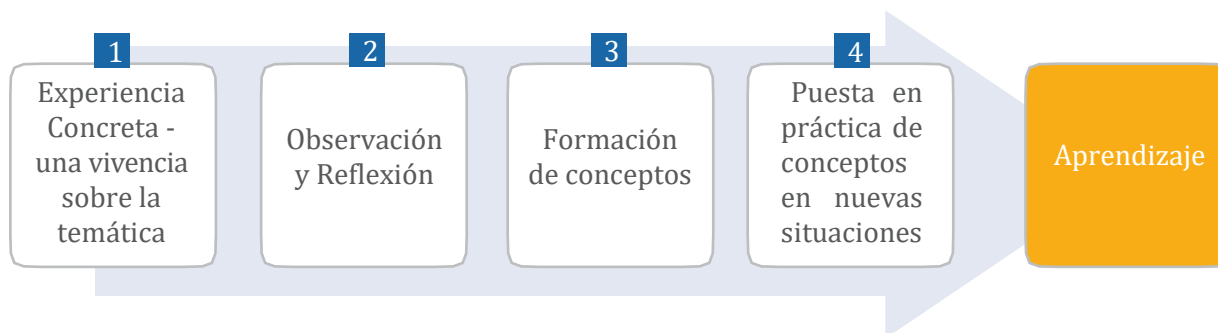 1
Experiencia
Concreta -
una vivencia
sobre la
temática
2
Observación
y Reflexión
3
Formación
de conceptos
4
Puesta en
práctica de
conceptos
en nuevas
situaciones
Aprendizaje